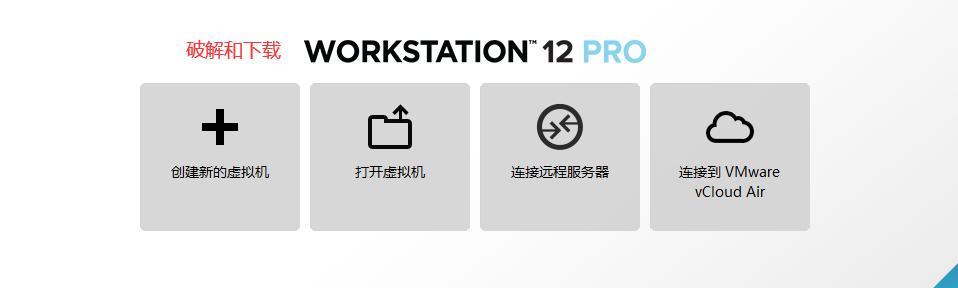 破解和下载 WORKSTATION™ 12 PRO
创建新的虚拟机
打开虚拟机
连接远程服务器
连接到 VMware
vCloud Air